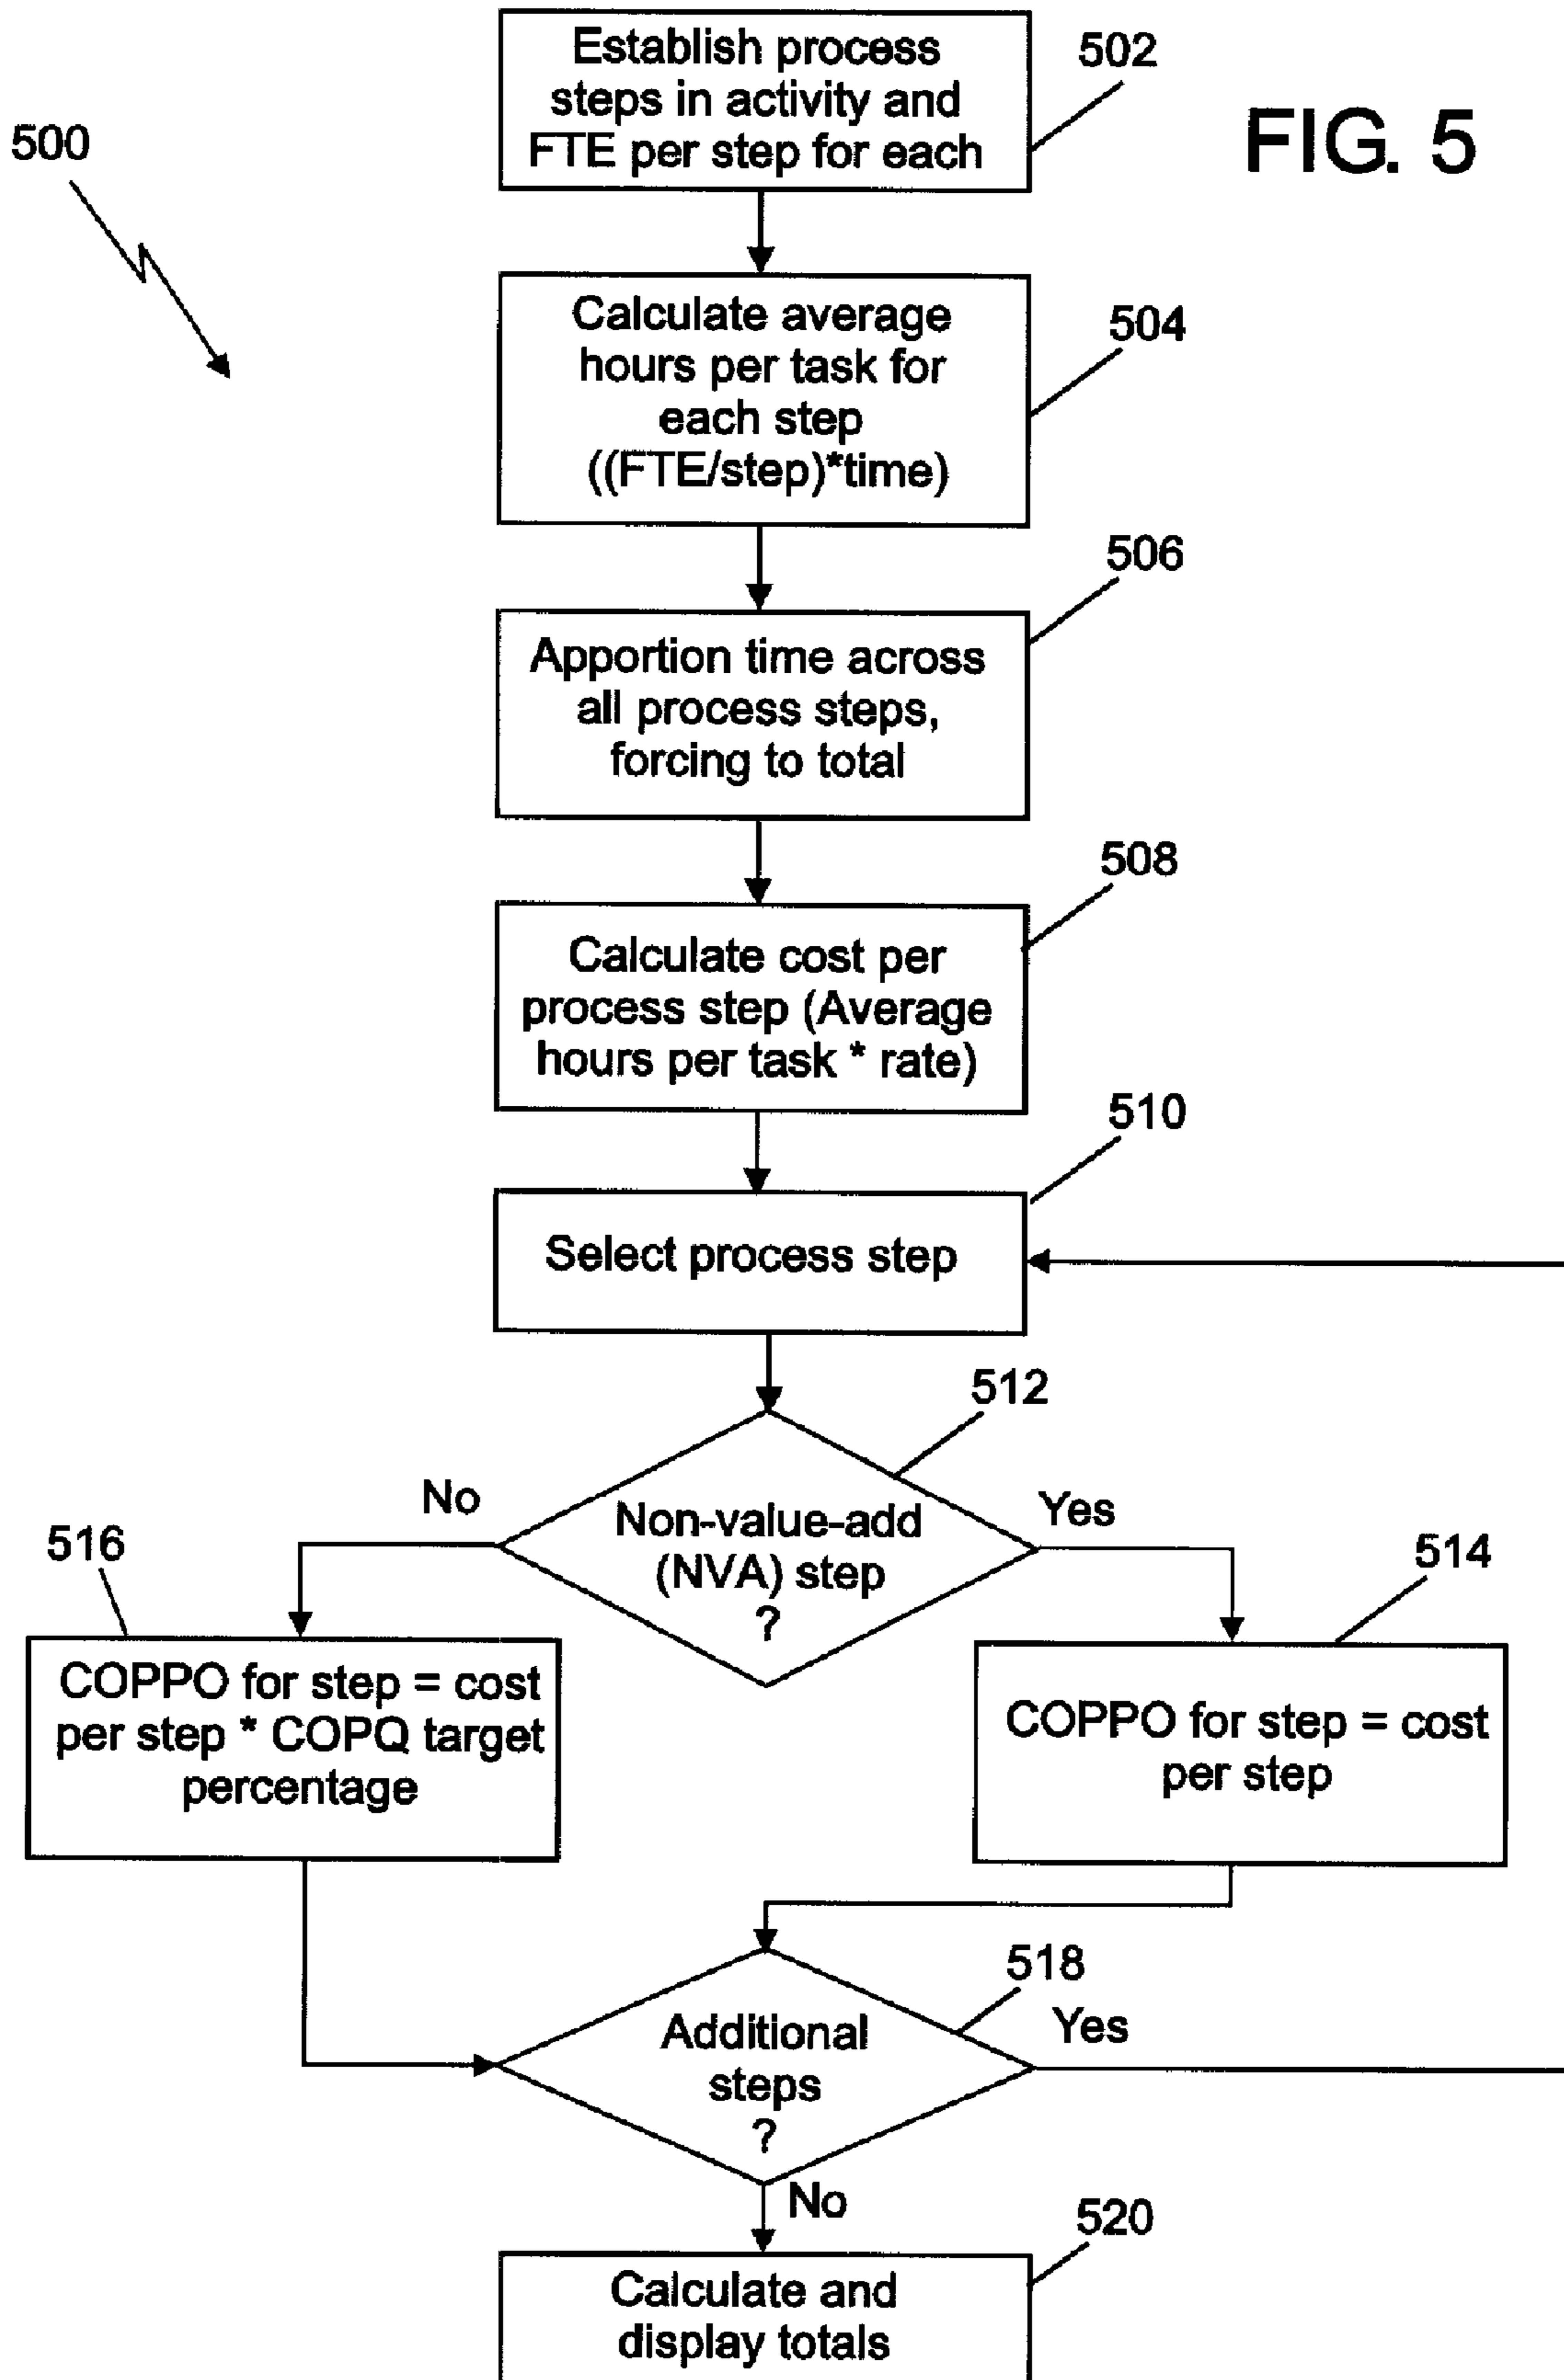 Establish process
steps in activity and
FTE per step for each
502
FIG. 5
500
Calculate average
hours per task for
each step
((FTE/step)*time)
504
506
Apportion time across
all process steps,
forcing to total
508
Calculate cost per
process step (Average
hours per task * rate)
510
Select process step
512
No
Non-value-add
(NVA) step
?
Yes
516
514
COPPO for step = cost
per step * COPQ target
percentage
COPPO for step = cost
per step
518
Additional
steps
?
Yes
No
520
Calculate and
display totals